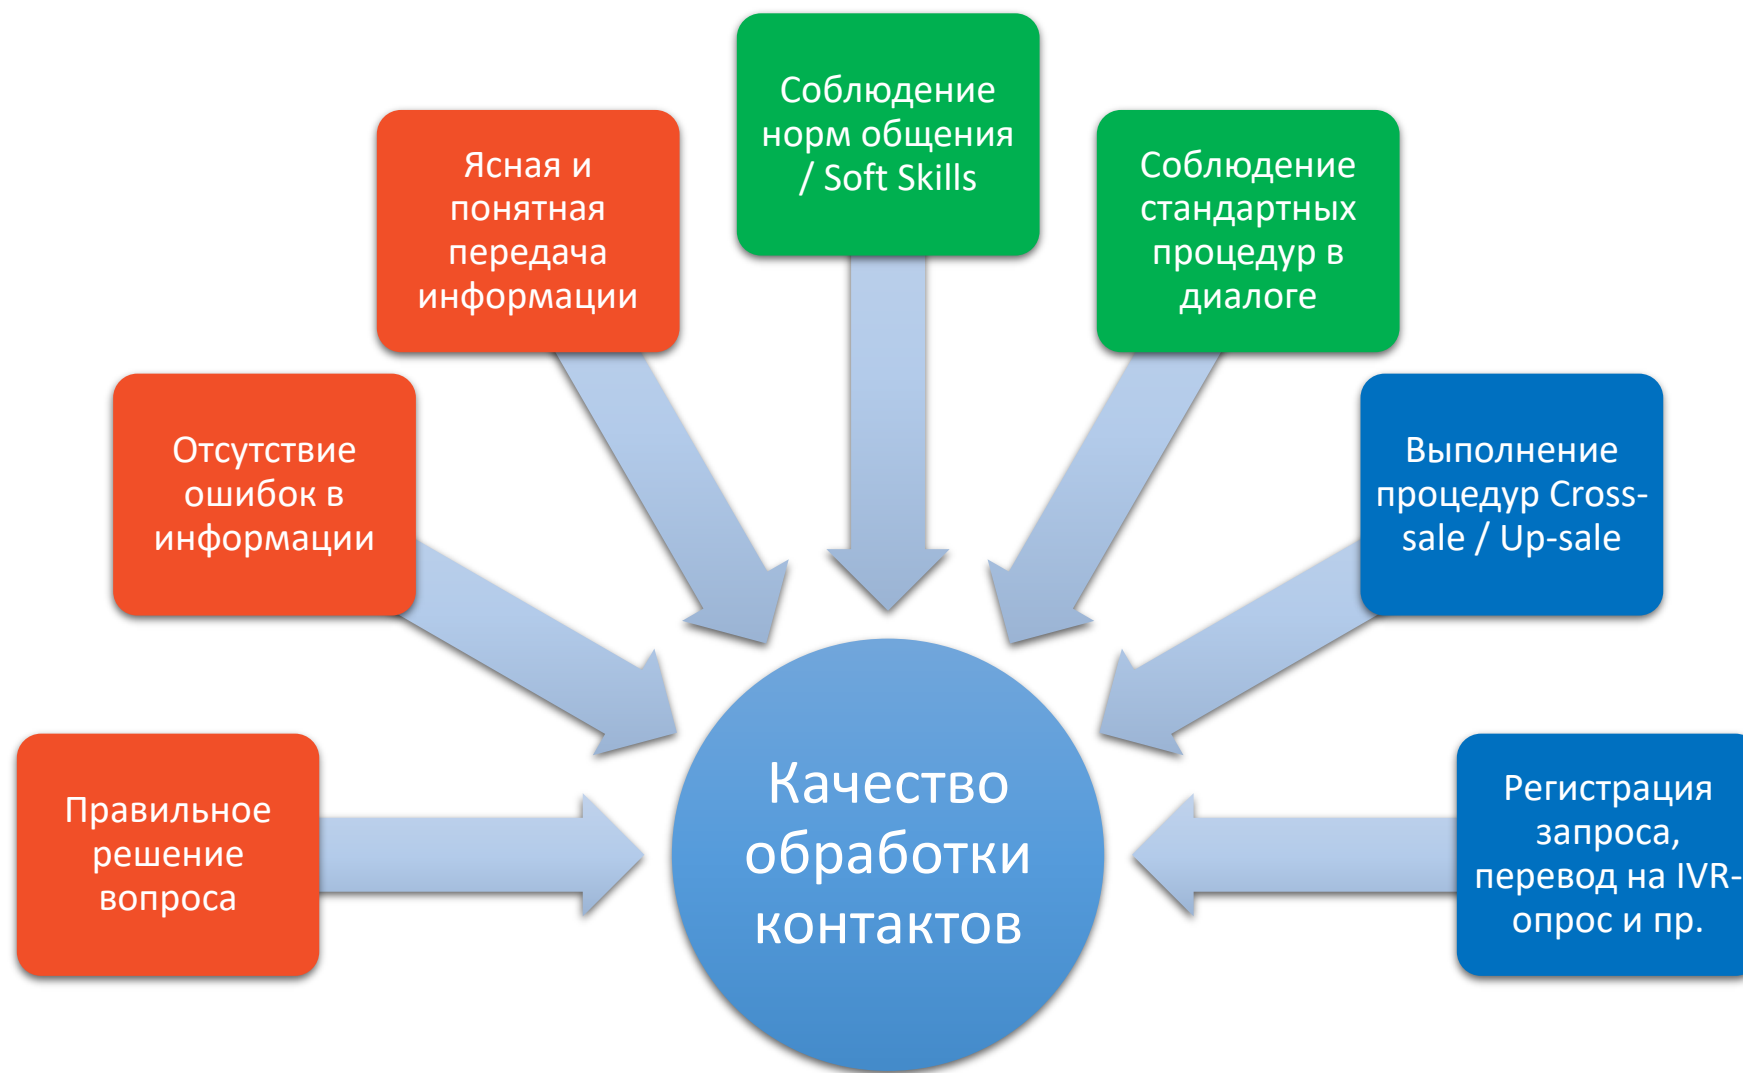 Соблюдение
норм общения
/ Soft Skills
Ясная и
понятная
передача
информации
Соблюдение
стандартных
процедур в
диалоге
Отсутствие
ошибок в
информации
Выполнение
процедур Cross-
sale / Up-sale
Правильное
решение
вопроса
Качество
обработки
контактов
Регистрация
запроса,
перевод на IVR-
опрос и пр.